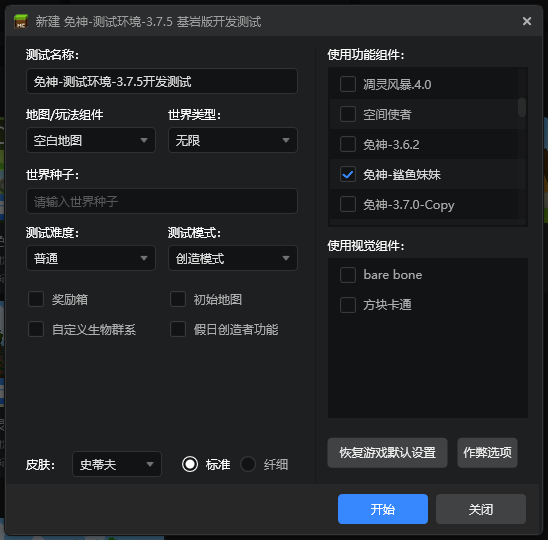 新建 免神-测试环境-3.7.5 基岩版开发测试
测试名称：
免神-测试环境-3.7.5开发测试
地图/玩法组件
世界类型：
空白地图
无限
世界种子：
请输入世界种子
测试难度：
测试模式：
普通
创造模式
奖励箱
初始地图
自定义生物群系
假日创造者功能
皮肤：
史蒂夫
标准
纤细
使用功能组件：
凋灵风暴.4.0
空间使者
免神-3.6.2
免神-鲨鱼妹妹
免神-3.7.0-Copy
使用视觉组件：
bare bone
方块卡通
恢复游戏默认设置
作弊选项
开始
关闭